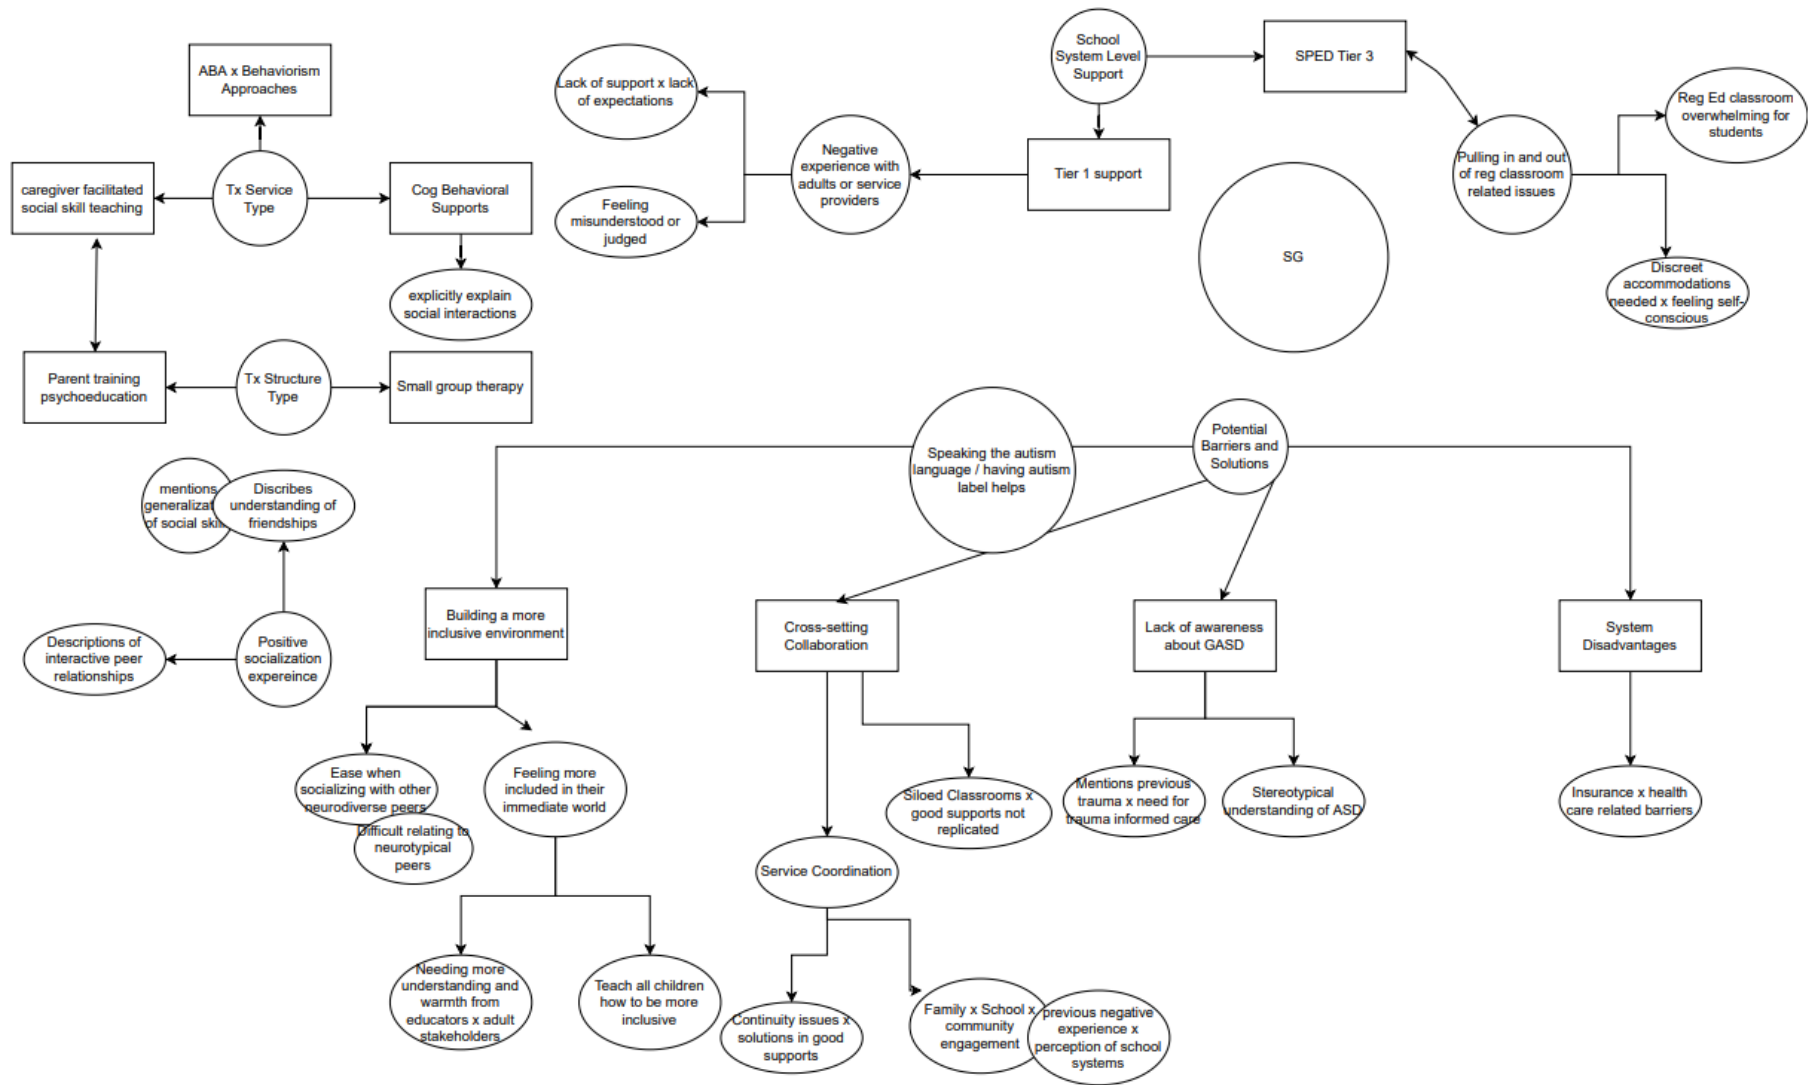 ABA x Behaviorism
Approaches
caregiver facilitated
social skill teaching
Tx Service
Type
Cog Behavioral
Supports
explicitly explain
social interactions
Parent training
psychoeducation
Tx Structure
Type
Small group therapy
Lack of support x lack
of expectations
Feeling
misunderstood or
judged
Negative
experience with
adults or service
providers
School
System Level
Support
Tier 1 support
SPED Tier 3
Pulling in and out
of reg classroom
related issues
Reg Ed classroom
overwhelming for
students
Discreet
accommodations
needed x feeling self-
conscious
SG
mentions
of social
Discribes
understanding of
friendships
Descriptions of
interactive peer
relationships
Positive
socialization
expereince
Speaking the autism
language / having autism
label helps
Potential
Barriers and
Solutions
Building a more
inclusive environment
Cross-setting
Collaboration
Lack of awareness
about GASD
System
Disadvantages
Ease when
socializing with other
neurodiverse peers
Difficult relating to
neurotypical
peers
Feeling more
included in their
immediate world
Needing more
understanding and
warmth from
educators x adult
stakeholders
Teach all children
how to be more
inclusive
Siloed Classrooms x
good supports not
replicated
Service Coordination
Continuity issues x
solutions in good
supports
Family x School x
community
engagement
previous negative
experience x
perception of school
systems
Mentions previous
trauma x need for
trauma informed care
Stereotypical
understanding of ASD
Insurance x health
care related barriers